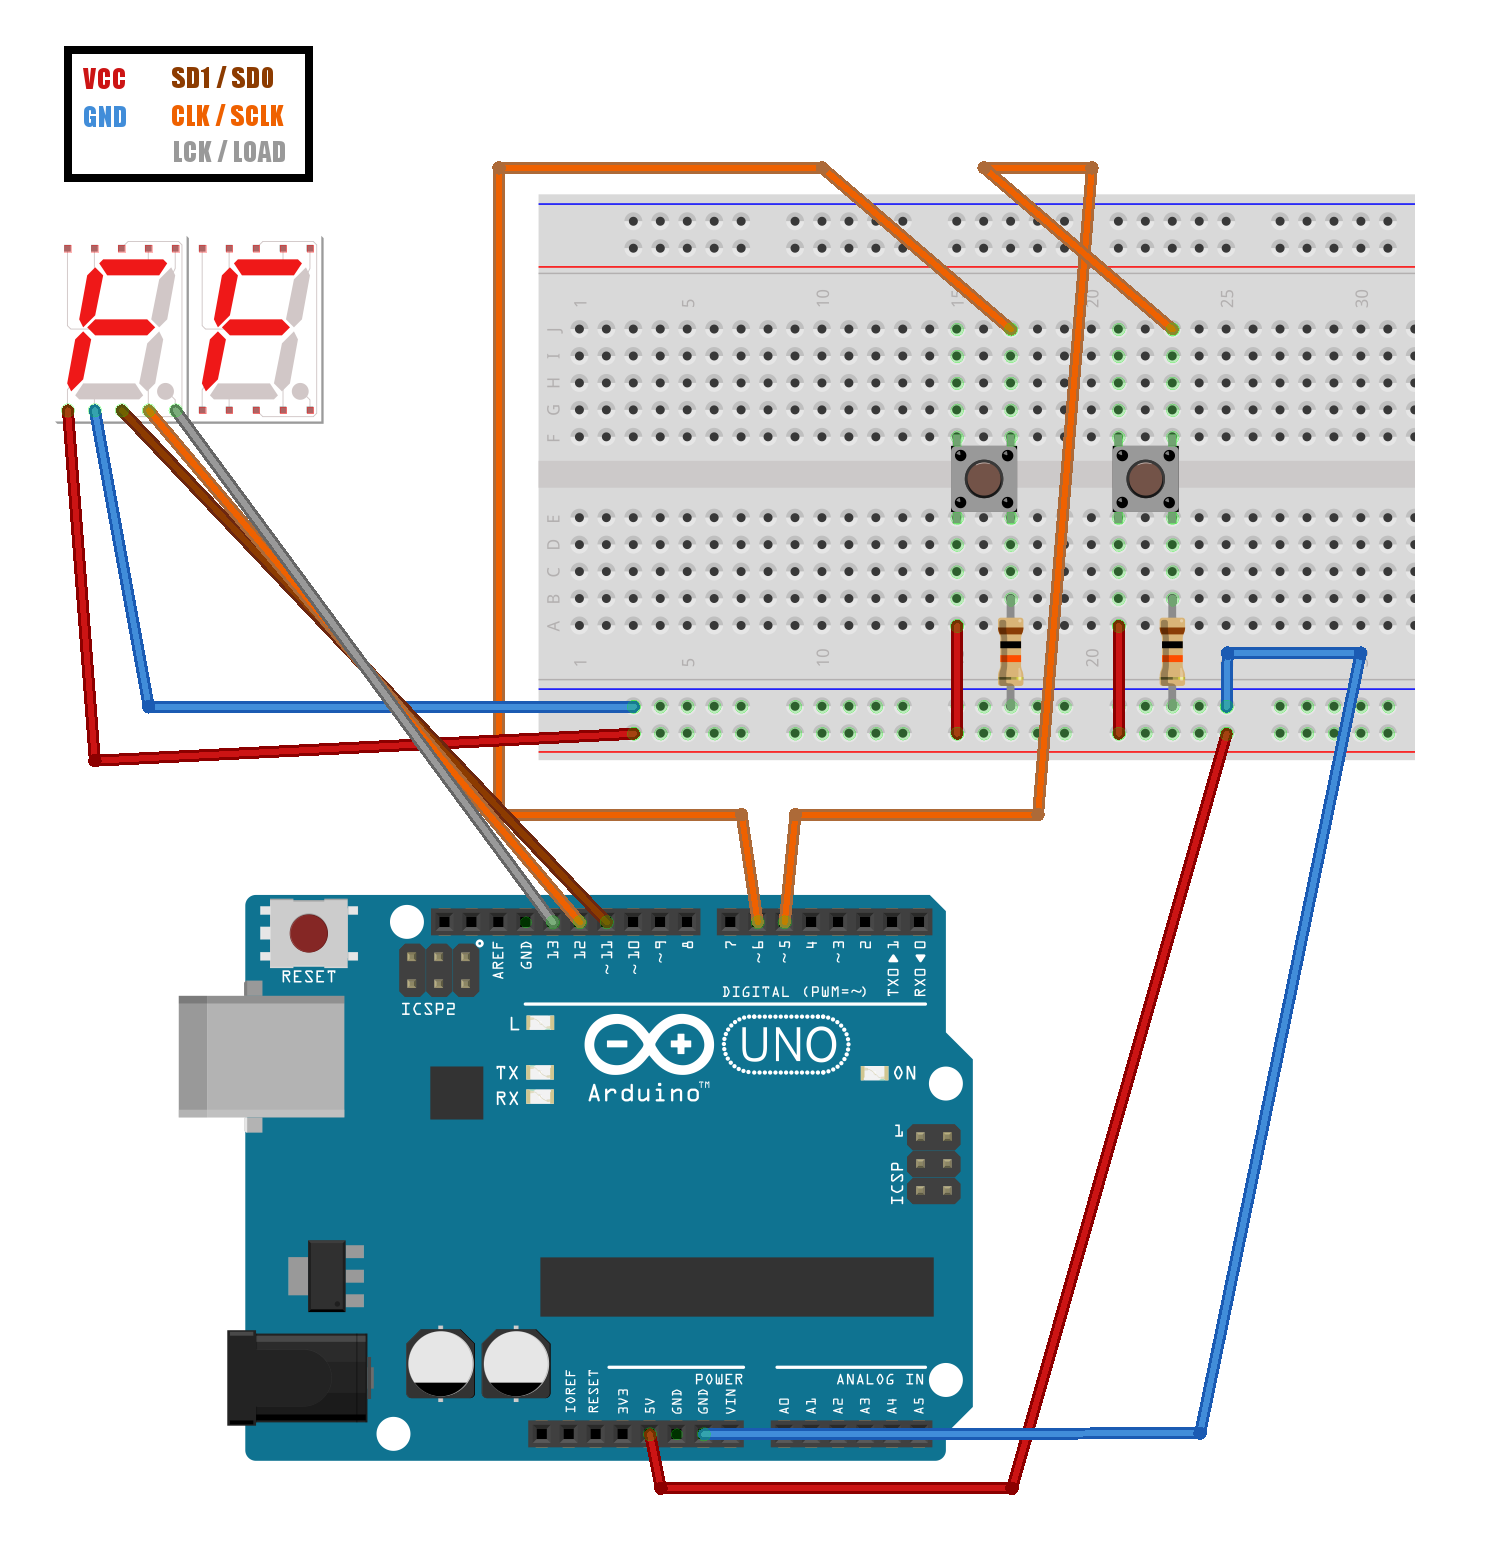 VCC SD1 / SD0
GND CLK / SCLK
LCK / LOAD
1 5 10 15 20 25 30
J
I
H
G
F
E
D
C
B
A
1 5 10 20
RESET
ICSP2
AREF
GND
13
12
~11
~10
~9
8
7
~6
~5
4
~3
2
TX0 ▶ 1
RX0 ◀ 0
DIGITAL (PWM=~)
L
TX
RX
UNO
Arduino™
ON
1
ICSP
POWER
ANALOG IN
IOREF
RESET
3V3
5V
GND
GND
VIN
A0
A1
A2
A3
A4
A5